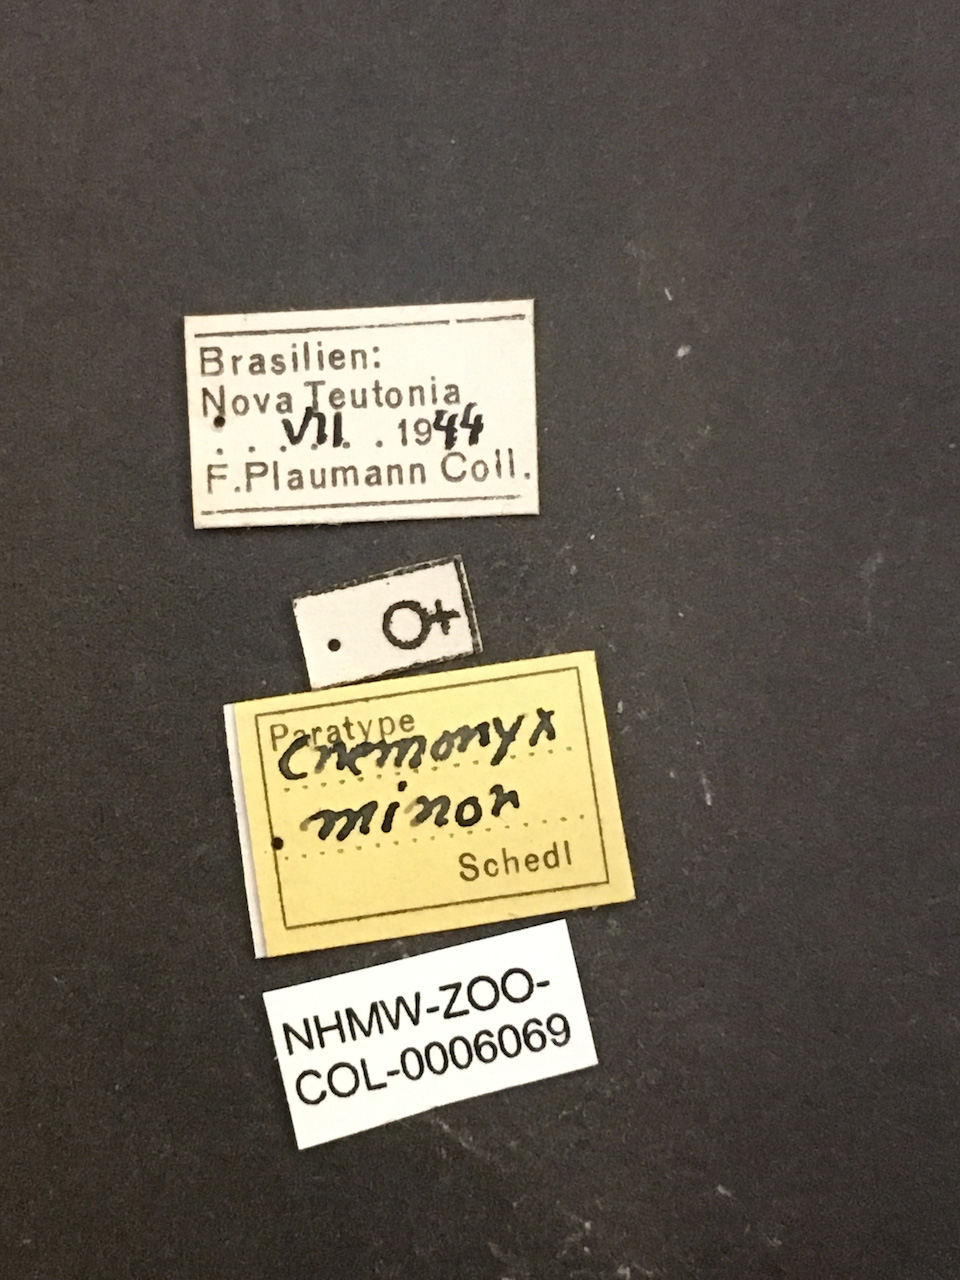 Brasilien:
Nova Teutonia
. . VII . . 1944
F.Plaumann Coll.
♀
Paratype
Cnemonyx
minor
Schedl
NHMW-ZOO-
COL-0006069